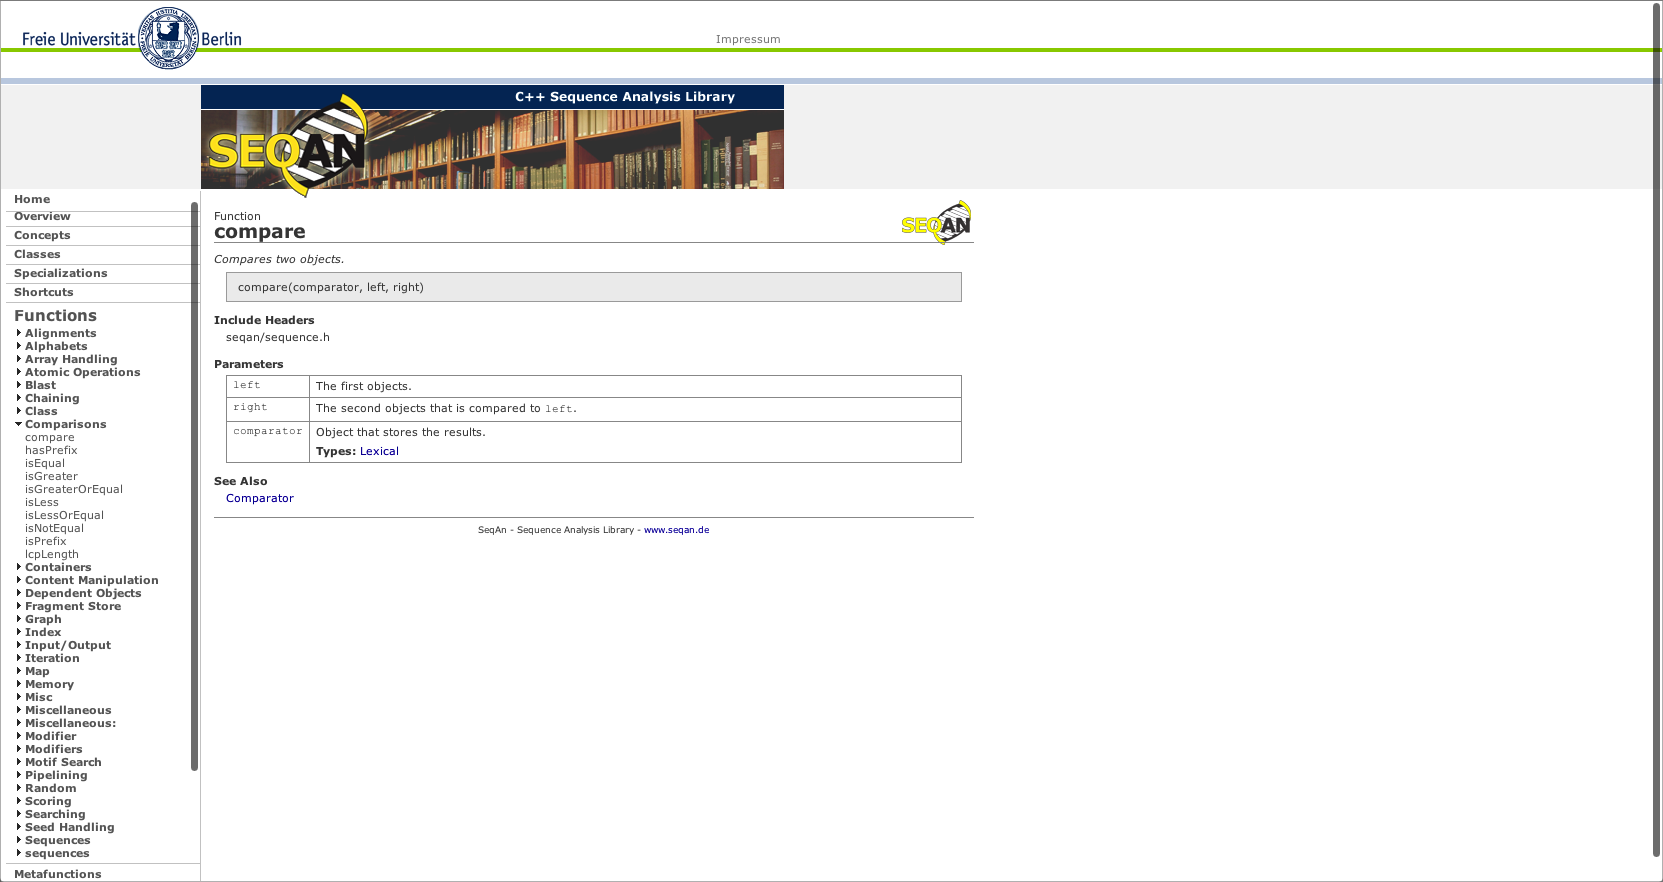 Freie Universität Berlin
Impressum
C++ Sequence Analysis Library
SEQAN
Home
Overview
Concepts
Classes
Specializations
Shortcuts
Functions
Alignments
Alphabets
Array Handling
Atomic Operations
Blast
Chaining
Class
Comparisons
compare
hasPrefix
isEqual
isGreater
isGreaterOrEqual
isLess
isLessOrEqual
isNotEqual
isPrefix
lcpLength
Containers
Content Manipulation
Dependent Objects
Fragment Store
Graph
Index
Input/Output
Iteration
Map
Memory
Misc
Miscellaneous
Miscellaneous:
Modifier
Modifiers
Motif Search
Pipelining
Random
Scoring
Searching
Seed Handling
Sequences
sequences
Metafunctions
Function
compare
SEQAN
Compares two objects.
compare(comparator, left, right)
Include Headers
seqan/sequence.h
Parameters
left The first objects.
right The second objects that is compared to left.
comparator Object that stores the results.
Types: Lexical
See Also
Comparator
SeqAn - Sequence Analysis Library - www.seqan.de